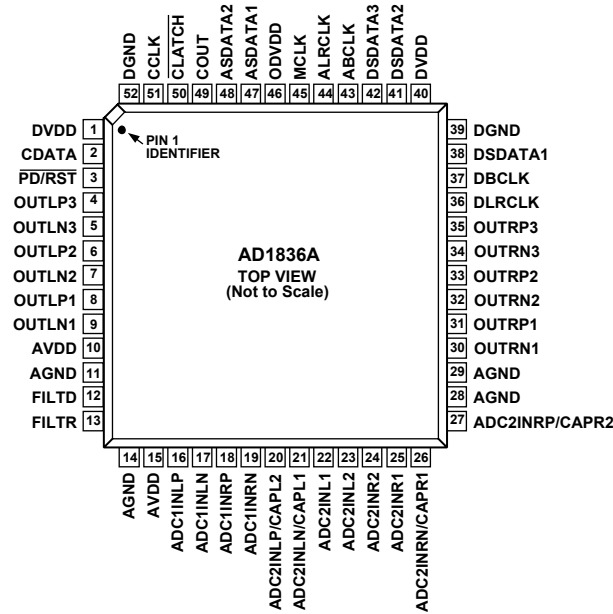 DGND
CCLK
CLATCH
COUT
ASDATA2
ASDATA1
ODVDD
MCLK
ALRCLK
ABCLK
DSDATA3
DSDATA2
DVDD
52 51 50 49 48 47 46 45 44 43 42 41 40
DVDD 1
CDATA 2
PD/RST 3
OUTLP3 4
OUTLN3 5
OUTLP2 6
OUTLN2 7
OUTLP1 8
OUTLN1 9
AVDD 10
AGND 11
FILTD 12
FILTR 13
PIN 1
IDENTIFIER
AD1836A
TOP VIEW
(Not to Scale)
39 DGND
38 DSDATA1
37 DBCLK
36 DLRCLK
35 OUTRP3
34 OUTRN3
33 OUTRP2
32 OUTRN2
31 OUTRP1
30 OUTRN1
29 AGND
28 AGND
27 ADC2INRP/CAPR2
14 15 16 17 18 19 20 21 22 23 24 25 26
AGND
AVDD
ADC1INLP
ADC1INLN
ADC1INRP
ADC1INRN
ADC2INLP/CAPL2
ADC2INLN/CAPL1
ADC2INL1
ADC2INL2
ADC2INR2
ADC2INR1
ADC2INRN/CAPR1